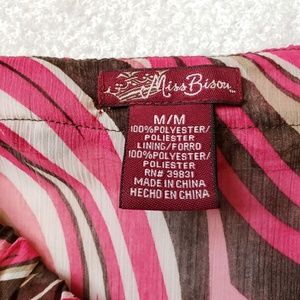 Miss Bisou
M/M
100%POLYESTER/
POLIESTER
LINING/FORRO
100%POLYESTER/
POLIESTER
RN# 39831
MADE IN CHINA
HECHO EN CHINA